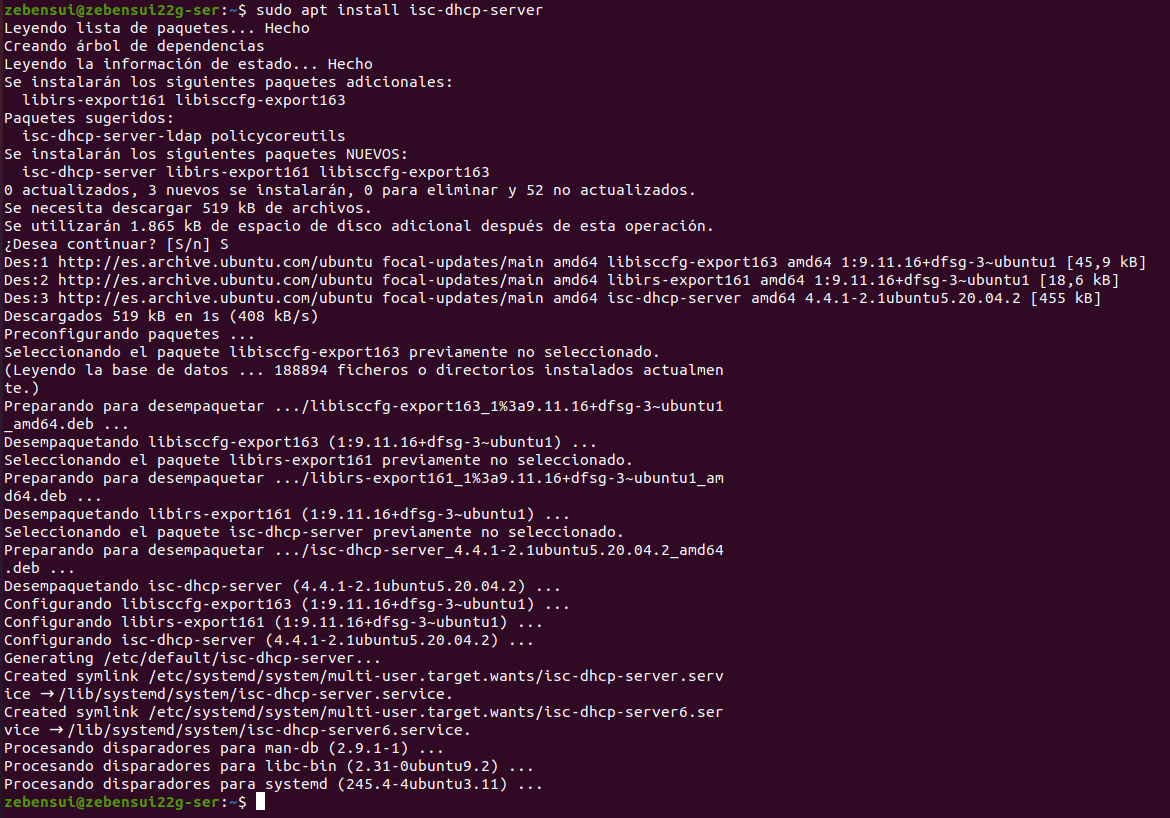 zebensui@zebensui22g-ser:~$ sudo apt install isc-dhcp-server
Leyendo lista de paquetes... Hecho
Creando árbol de dependencias
Leyendo la información de estado... Hecho
Se instalarán los siguientes paquetes adicionales:
  libirs-export161 libisccfg-export163
Paquetes sugeridos:
  isc-dhcp-server-ldap policycoreutils
Se instalarán los siguientes paquetes NUEVOS:
  isc-dhcp-server libirs-export161 libisccfg-export163
0 actualizados, 3 nuevos se instalarán, 0 para eliminar y 52 no actualizados.
Se necesita descargar 519 kB de archivos.
Se utilizarán 1.865 kB de espacio de disco adicional después de esta operación.
¿Desea continuar? [S/n] S
Des:1 http://es.archive.ubuntu.com/ubuntu focal-updates/main amd64 libisccfg-export163 amd64 1:9.11.16+dfsg-3~ubuntu1 [45,9 kB]
Des:2 http://es.archive.ubuntu.com/ubuntu focal-updates/main amd64 libirs-export161 amd64 1:9.11.16+dfsg-3~ubuntu1 [18,6 kB]
Des:3 http://es.archive.ubuntu.com/ubuntu focal-updates/main amd64 isc-dhcp-server amd64 4.4.1-2.1ubuntu5.20.04.2 [455 kB]
Descargados 519 kB en 1s (408 kB/s)
Preconfigurando paquetes ...
Seleccionando el paquete libisccfg-export163 previamente no seleccionado.
(Leyendo la base de datos ... 188894 ficheros o directorios instalados actualmen
te.)
Preparando para desempaquetar .../libisccfg-export163_1%3a9.11.16+dfsg-3~ubuntu1
_amd64.deb ...
Desempaquetando libisccfg-export163 (1:9.11.16+dfsg-3~ubuntu1) ...
Seleccionando el paquete libirs-export161 previamente no seleccionado.
Preparando para desempaquetar .../libirs-export161_1%3a9.11.16+dfsg-3~ubuntu1_am
d64.deb ...
Desempaquetando libirs-export161 (1:9.11.16+dfsg-3~ubuntu1) ...
Seleccionando el paquete isc-dhcp-server previamente no seleccionado.
Preparando para desempaquetar .../isc-dhcp-server_4.4.1-2.1ubuntu5.20.04.2_amd64
.deb ...
Desempaquetando isc-dhcp-server (4.4.1-2.1ubuntu5.20.04.2) ...
Configurando libisccfg-export163 (1:9.11.16+dfsg-3~ubuntu1) ...
Configurando libirs-export161 (1:9.11.16+dfsg-3~ubuntu1) ...
Configurando isc-dhcp-server (4.4.1-2.1ubuntu5.20.04.2) ...
Generating /etc/default/isc-dhcp-server...
Created symlink /etc/systemd/system/multi-user.target.wants/isc-dhcp-server.serv
ice → /lib/systemd/system/isc-dhcp-server.service.
Created symlink /etc/systemd/system/multi-user.target.wants/isc-dhcp-server6.ser
vice → /lib/systemd/system/isc-dhcp-server6.service.
Procesando disparadores para man-db (2.9.1-1) ...
Procesando disparadores para libc-bin (2.31-0ubuntu9.2) ...
Procesando disparadores para systemd (245.4-4ubuntu3.11) ...
zebensui@zebensui22g-ser:~$